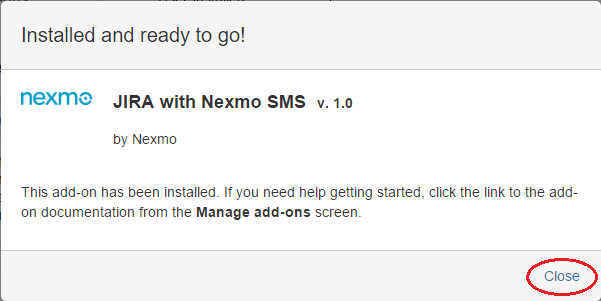 Installed and ready to go!
nexmo
JIRA with Nexmo SMS v. 1.0
by Nexmo
This add-on has been installed. If you need help getting started, click the link to the add-
on documentation from the Manage add-ons screen.
Close